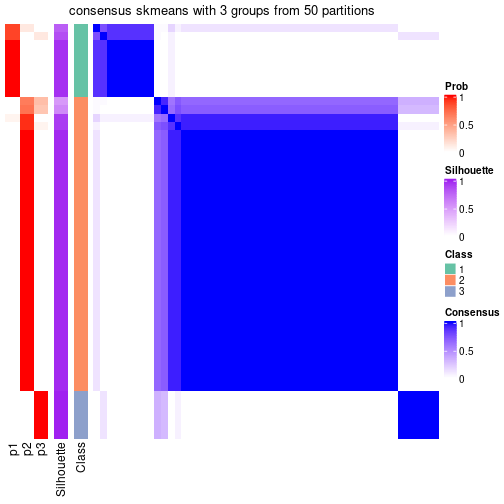 consensus skmeans with 3 groups from 50 partitions
Prob
1
0.5
0
Silhouette
1
0.5
0
Class
1
2
3
Consensus
1
0.5
0
p1
p2
p3
Silhouette
Class